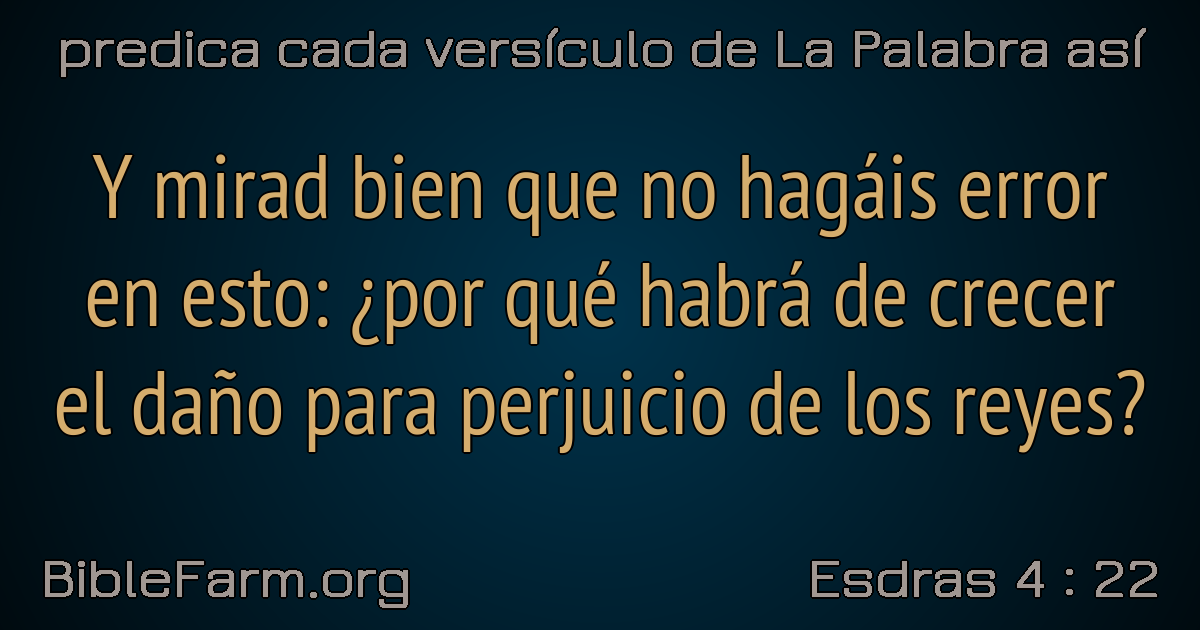 predica cada versículo de La Palabra así
Y mirad bien que no hagáis error
en esto: ¿por qué habrá de crecer
el daño para perjuicio de los reyes?
BibleFarm.org
Esdras 4 : 22